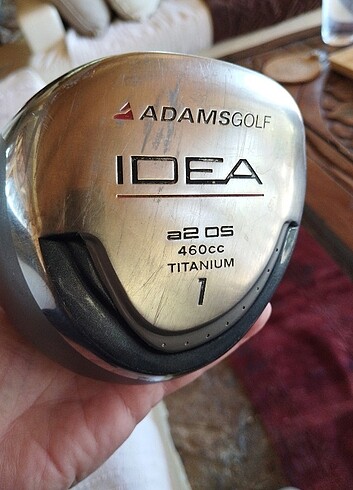 ADAMSGOLF
IDEA
a2 OS
460cc
TITANIUM
1